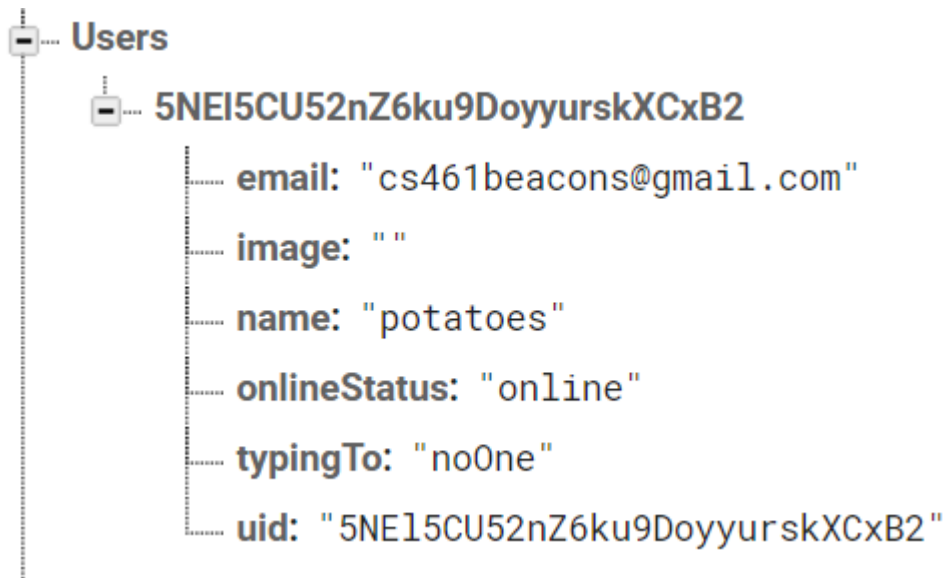 Users
5NEl5CU52nZ6ku9DoyyurskXCxB2
email: "cs461beacons@gmail.com"
image: ""
name: "potatoes"
onlineStatus: "online"
typingTo: "noOne"
uid: "5NEl5CU52nZ6ku9DoyyurskXCxB2"